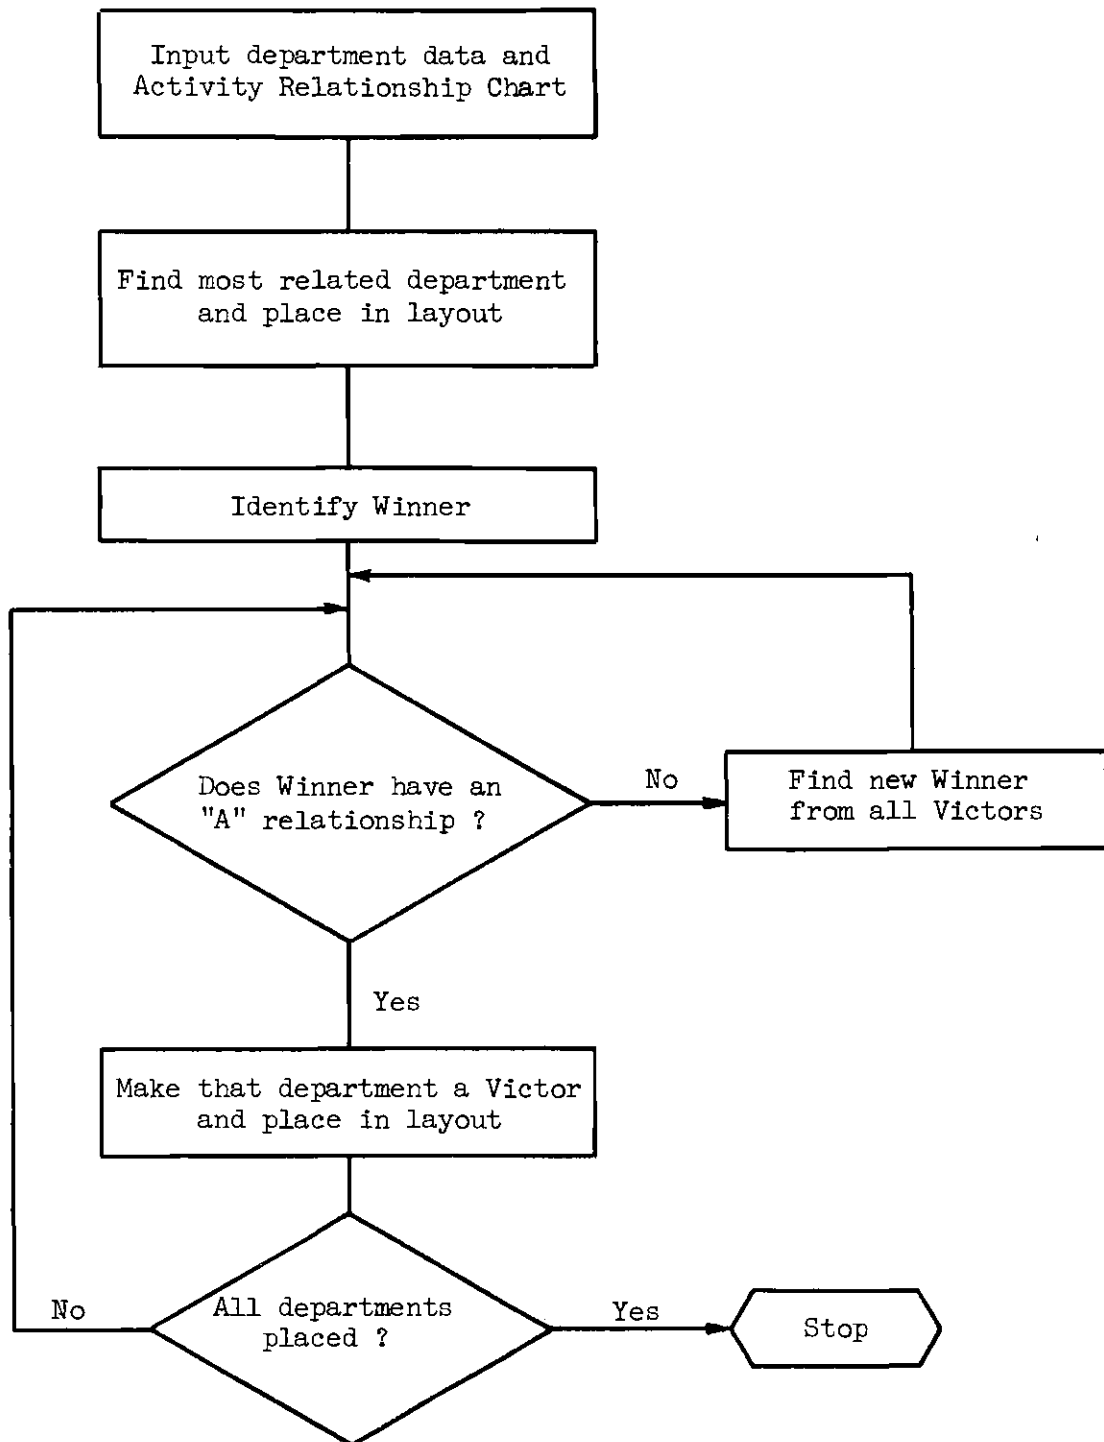 Input department data and
Activity Relationship Chart
Find most related department
and place in layout
Identify Winner
Does Winner have an
"A" relationship ?
No
Find new Winner
from all Victors
Yes
Make that department a Victor
and place in layout
No
All departments
placed ?
Yes
Stop